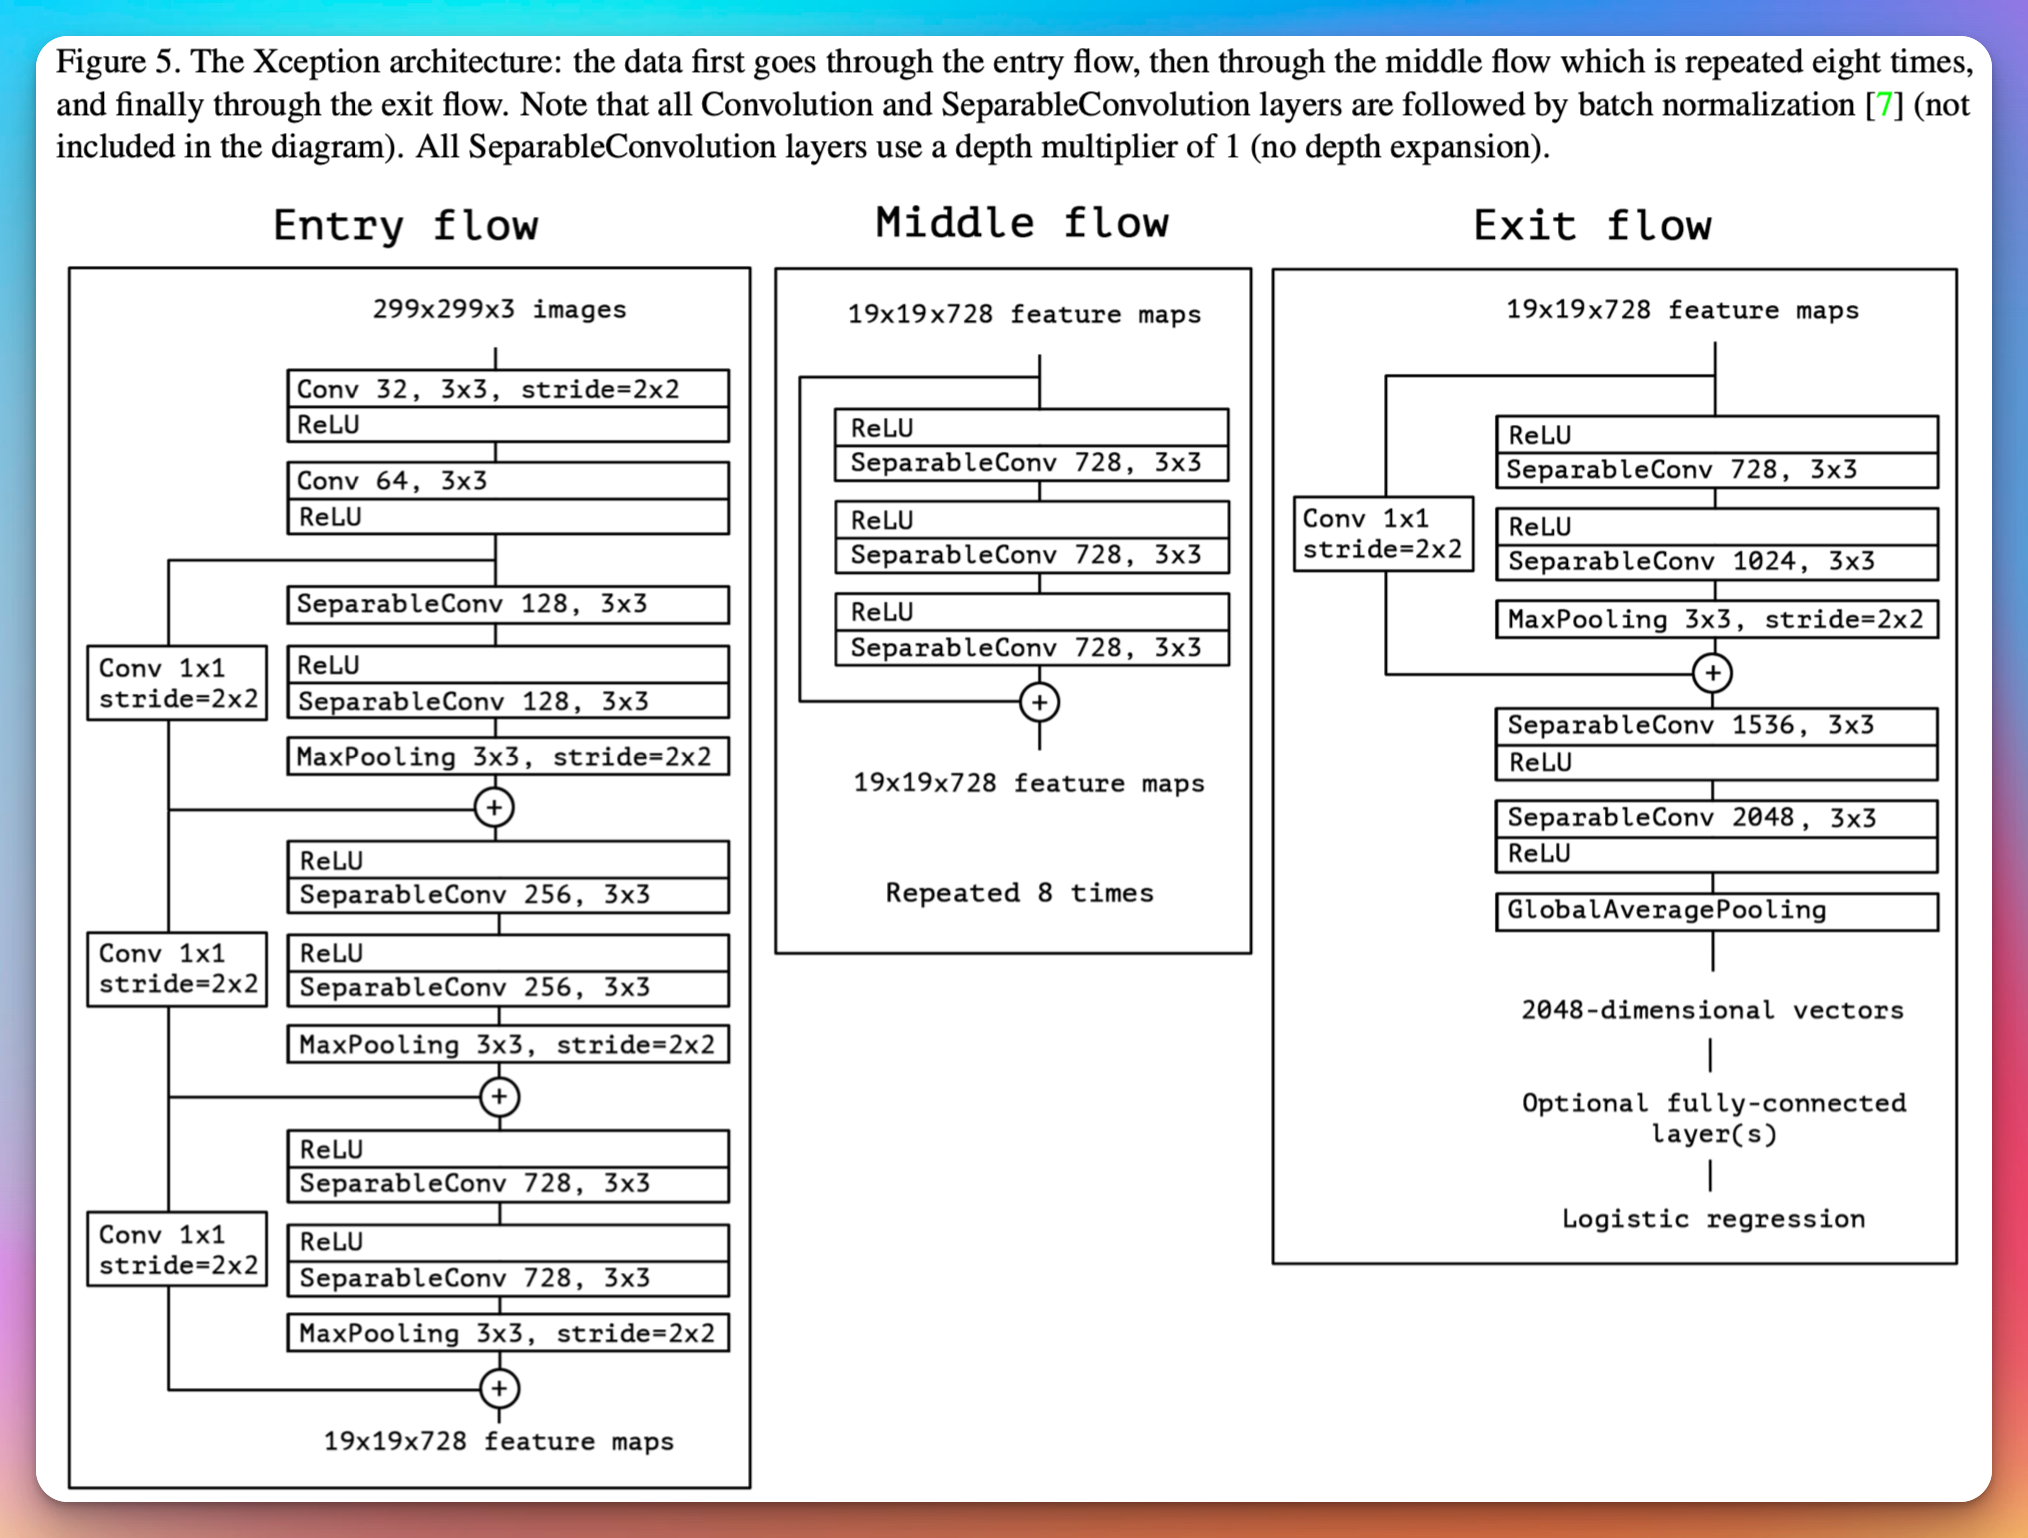 Figure 5. The Xception architecture: the data first goes through the entry flow, then through the middle flow which is repeated eight times,
and finally through the exit flow. Note that all Convolution and SeparableConvolution layers are followed by batch normalization [7] (not
included in the diagram). All SeparableConvolution layers use a depth multiplier of 1 (no depth expansion).
Entry flow
299x299x3 images
Conv 32, 3x3, stride=2x2
ReLU
Conv 64, 3x3
ReLU
SeparableConv 128, 3x3
Conv 1x1
stride=2x2
ReLU
SeparableConv 128, 3x3
MaxPooling 3x3, stride=2x2
+
ReLU
SeparableConv 256, 3x3
Conv 1x1
stride=2x2
ReLU
SeparableConv 256, 3x3
MaxPooling 3x3, stride=2x2
+
ReLU
SeparableConv 728, 3x3
Conv 1x1
stride=2x2
ReLU
SeparableConv 728, 3x3
MaxPooling 3x3, stride=2x2
+
19x19x728 feature maps
Middle flow
19x19x728 feature maps
ReLU
SeparableConv 728, 3x3
ReLU
SeparableConv 728, 3x3
ReLU
SeparableConv 728, 3x3
+
19x19x728 feature maps
Repeated 8 times
Exit flow
19x19x728 feature maps
ReLU
SeparableConv 728, 3x3
Conv 1x1
stride=2x2
ReLU
SeparableConv 1024, 3x3
MaxPooling 3x3, stride=2x2
+
SeparableConv 1536, 3x3
ReLU
SeparableConv 2048, 3x3
ReLU
GlobalAveragePooling
2048-dimensional vectors
Optional fully-connected
layer(s)
Logistic regression